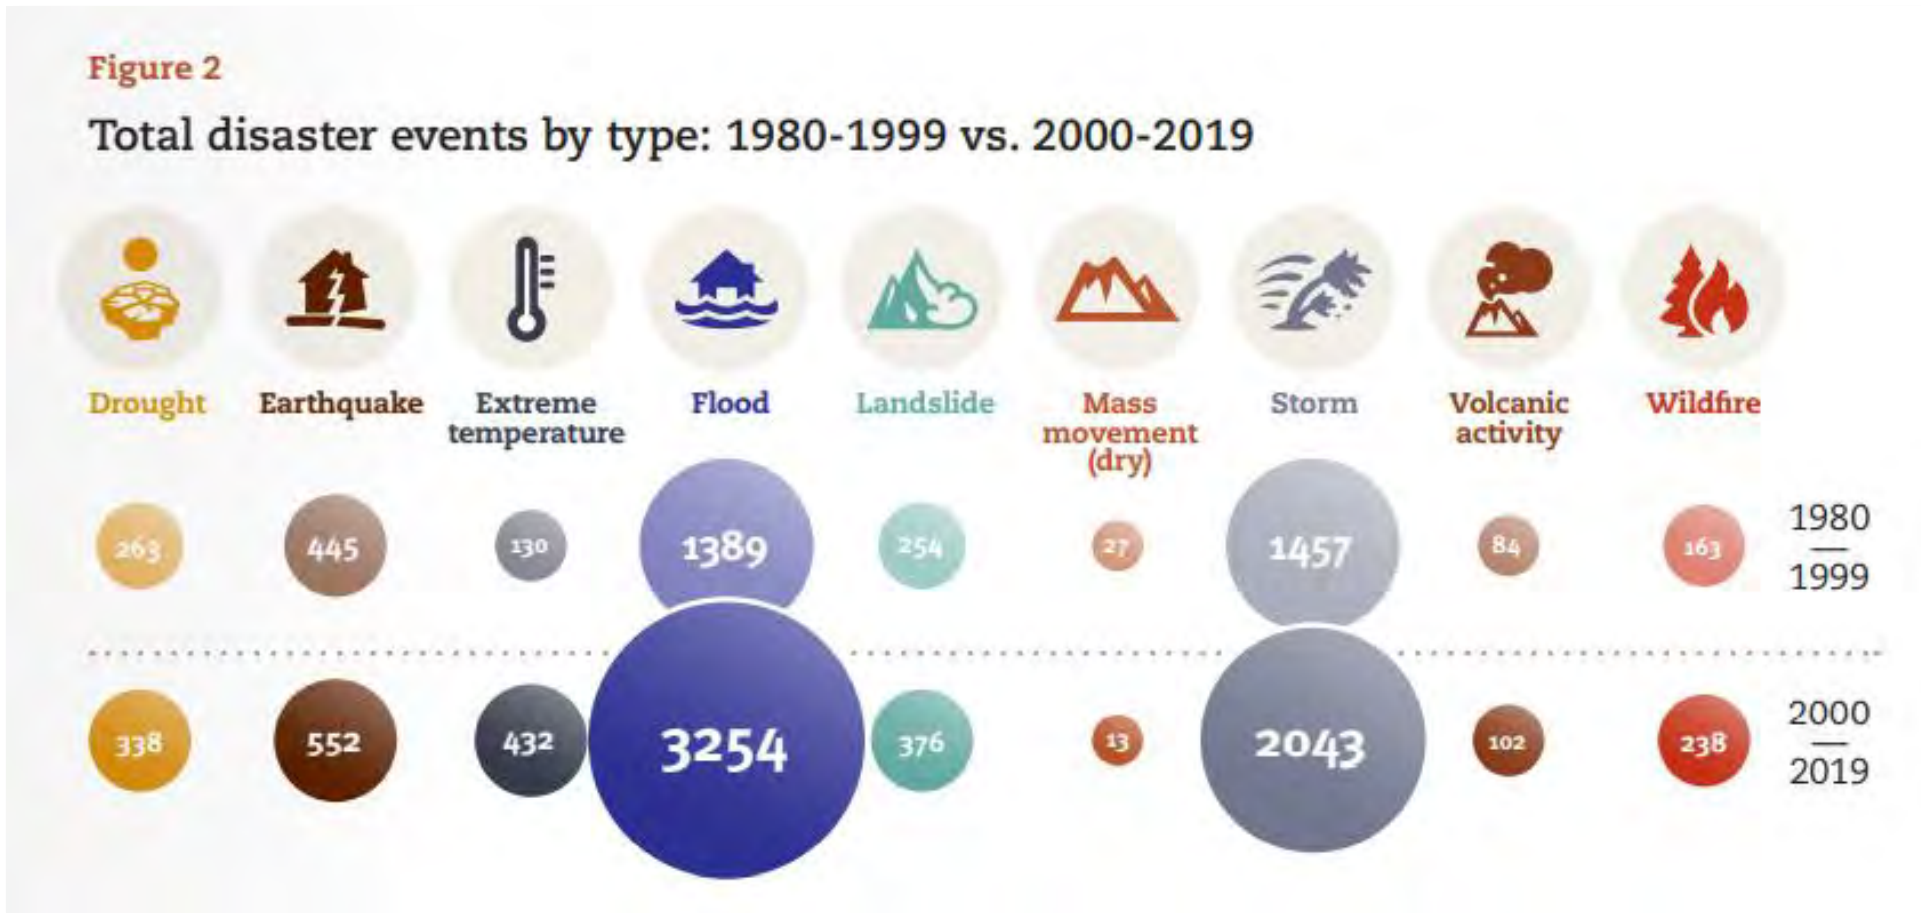 Figure 2
Total disaster events by type: 1980-1999 vs. 2000-2019
Drought Earthquake Extreme temperature Flood Landslide Mass movement (dry) Storm Volcanic activity Wildfire
263 445 130 1389 254 27 1457 84 163 1980 — 1999
338 552 432 3254 376 13 2043 102 238 2000 — 2019